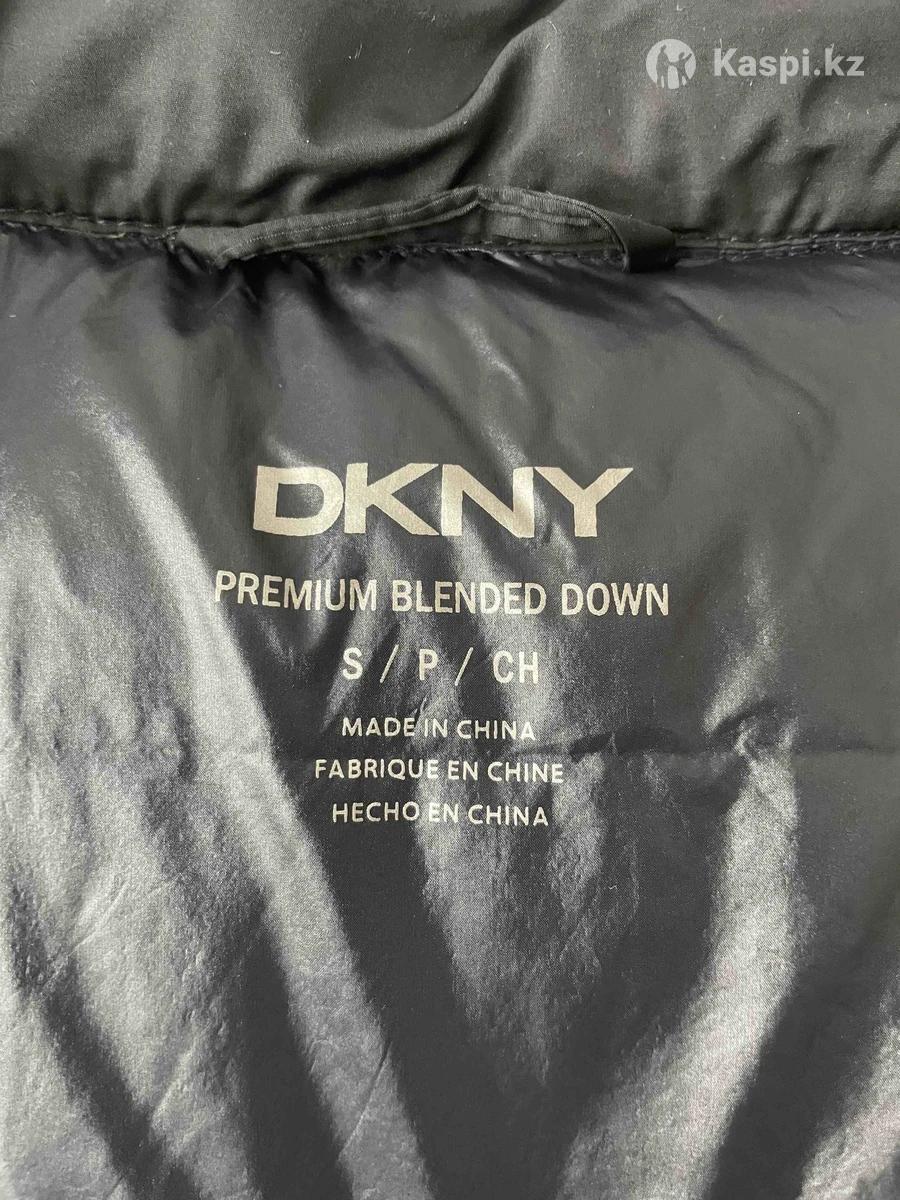 Kaspi.kz
DKNY
PREMIUM BLENDED DOWN
S / P / CH
MADE IN CHINA
FABRIQUE EN CHINE
HECHO EN CHINA